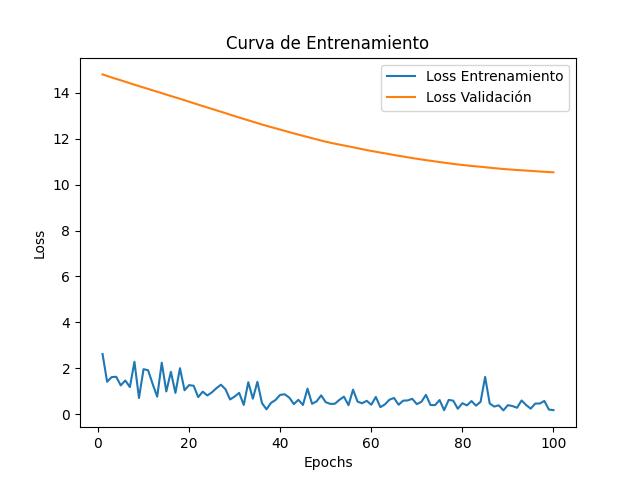 Curva de Entrenamiento
Loss Entrenamiento
Loss Validación
Loss
14
12
10
8
6
4
2
0
0 20 40 60 80 100
Epochs